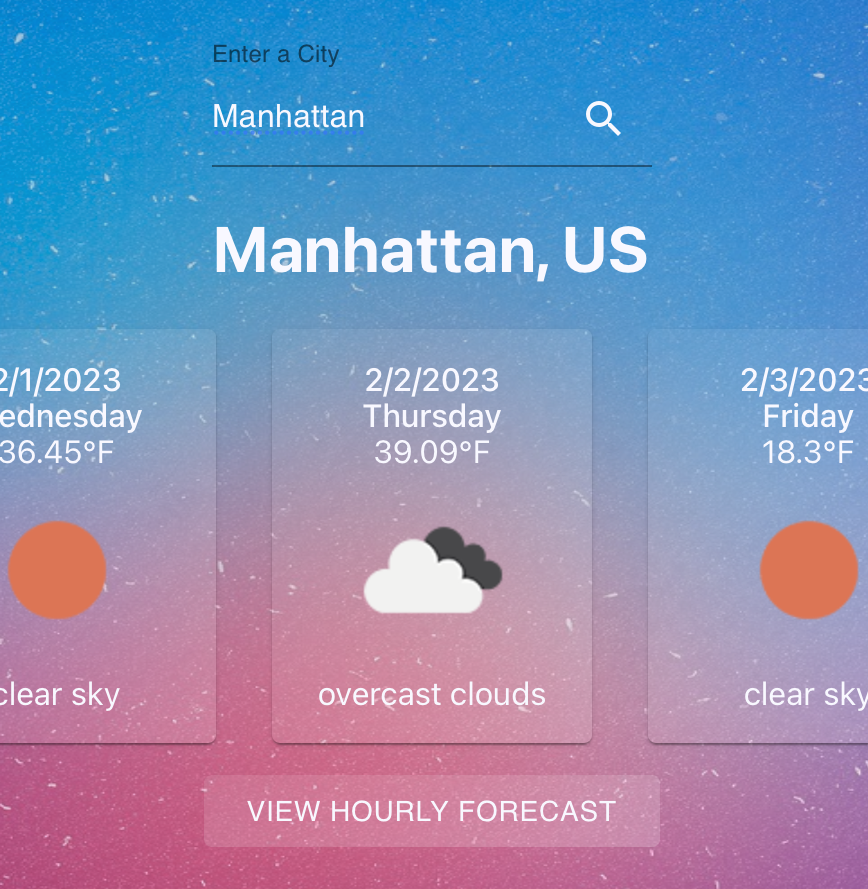 Enter a City
Manhattan
Manhattan, US
2/1/2023
ednesday
36.45°F
clear sky
2/2/2023
Thursday
39.09°F
overcast clouds
2/3/2023
Friday
18.3°F
clear sky
VIEW HOURLY FORECAST